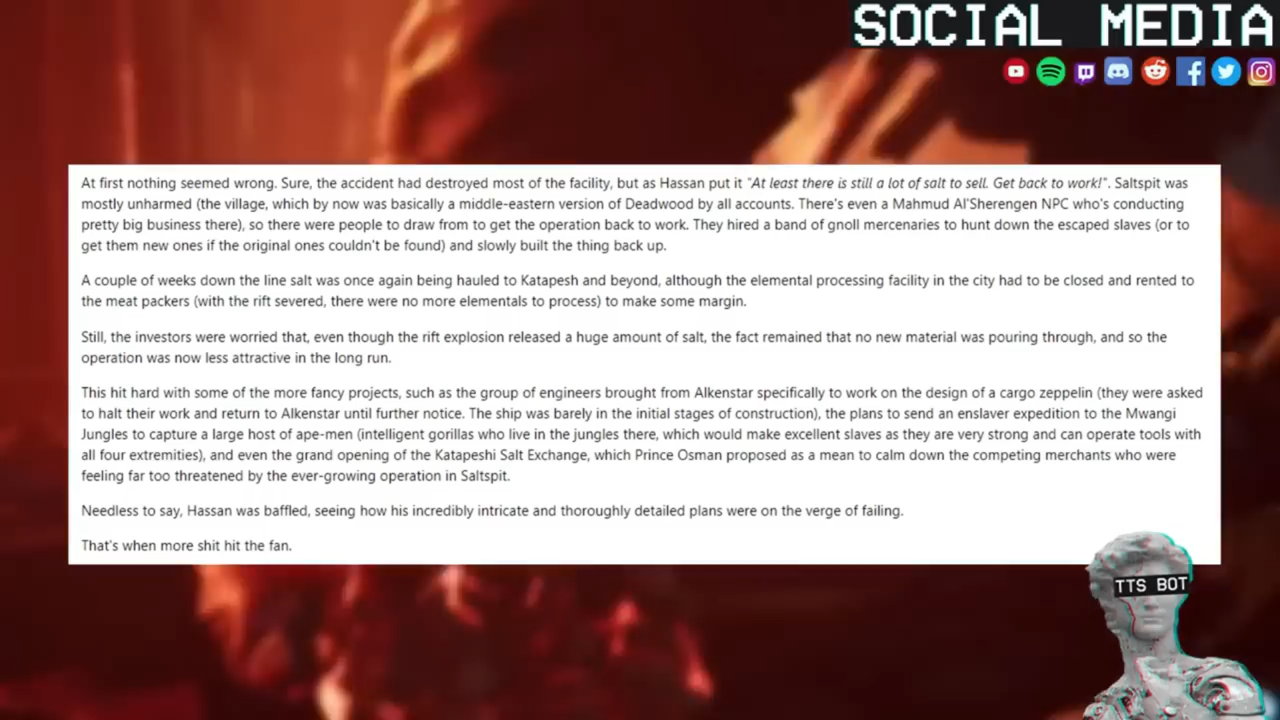 SOCIAL MEDIA
At first nothing seemed wrong. Sure, the accident had destroyed most of the facility, but as Hassan put it "At least there is still a lot of salt to sell. Get back to work!". Saltspit was
mostly unharmed (the village, which by now was basically a middle-eastern version of Deadwood by all accounts. There's even a Mahmud Al'Sherengen NPC who's conducting
pretty big business there), so there were people to draw from to get the operation back to work. They hired a band of gnoll mercenaries to hunt down the escaped slaves (or to
get them new ones if the original ones couldn't be found) and slowly built the thing back up.
A couple of weeks down the line salt was once again being hauled to Katapesh and beyond, although the elemental processing facility in the city had to be closed and rented to
the meat packers (with the rift severed, there were no more elementals to process) to make some margin.
Still, the investors were worried that, even though the rift explosion released a huge amount of salt, the fact remained that no new material was pouring through, and so the
operation was now less attractive in the long run.
This hit hard with some of the more fancy projects, such as the group of engineers brought from Alkenstar specifically to work on the design of a cargo zeppelin (they were asked
to halt their work and return to Alkenstar until further notice. The ship was barely in the initial stages of construction), the plans to send an enslaver expedition to the Mwangi
Jungles to capture a large host of ape-men (intelligent gorillas who live in the jungles there, which would make excellent slaves as they are very strong and can operate tools with
all four extremities), and even the grand opening of the Katapeshi Salt Exchange, which Prince Osman proposed as a mean to calm down the competing merchants who were
feeling far too threatened by the ever-growing operation in Saltspit.
Needless to say, Hassan was baffled, seeing how his incredibly intricate and thoroughly detailed plans were on the verge of failing.
That's when more shit hit the fan.
TTS BOT